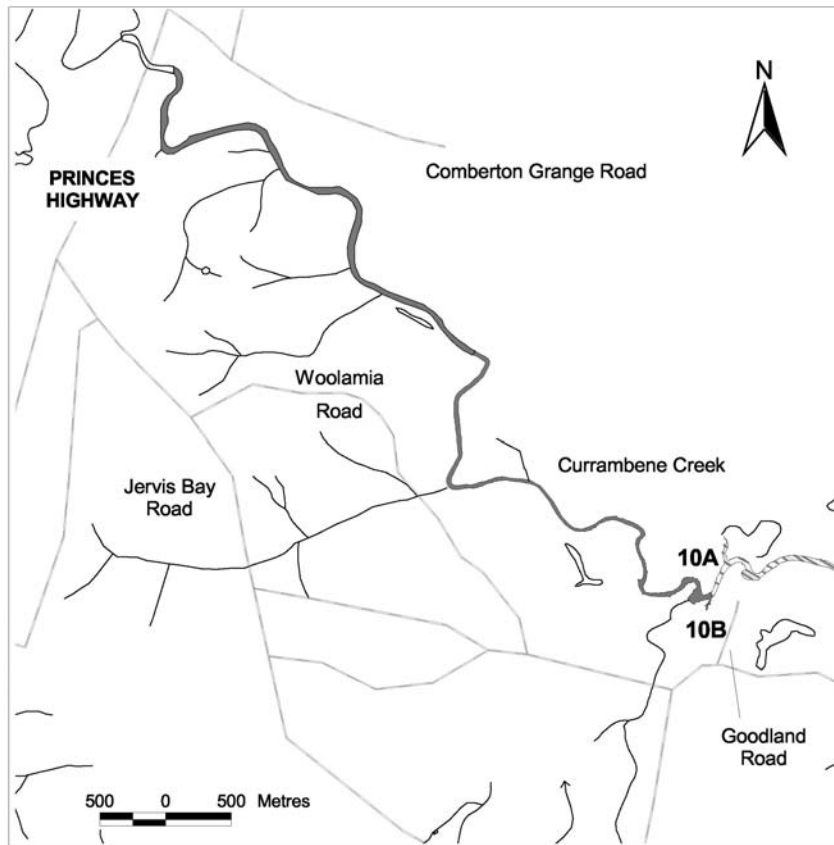 N
Comberton Grange Road
PRINCES
HIGHWAY
Woolamia
Road
Currambene Creek
Jervis Bay
Road
10A
10B
Goodland
Road
500 0 500 Metres